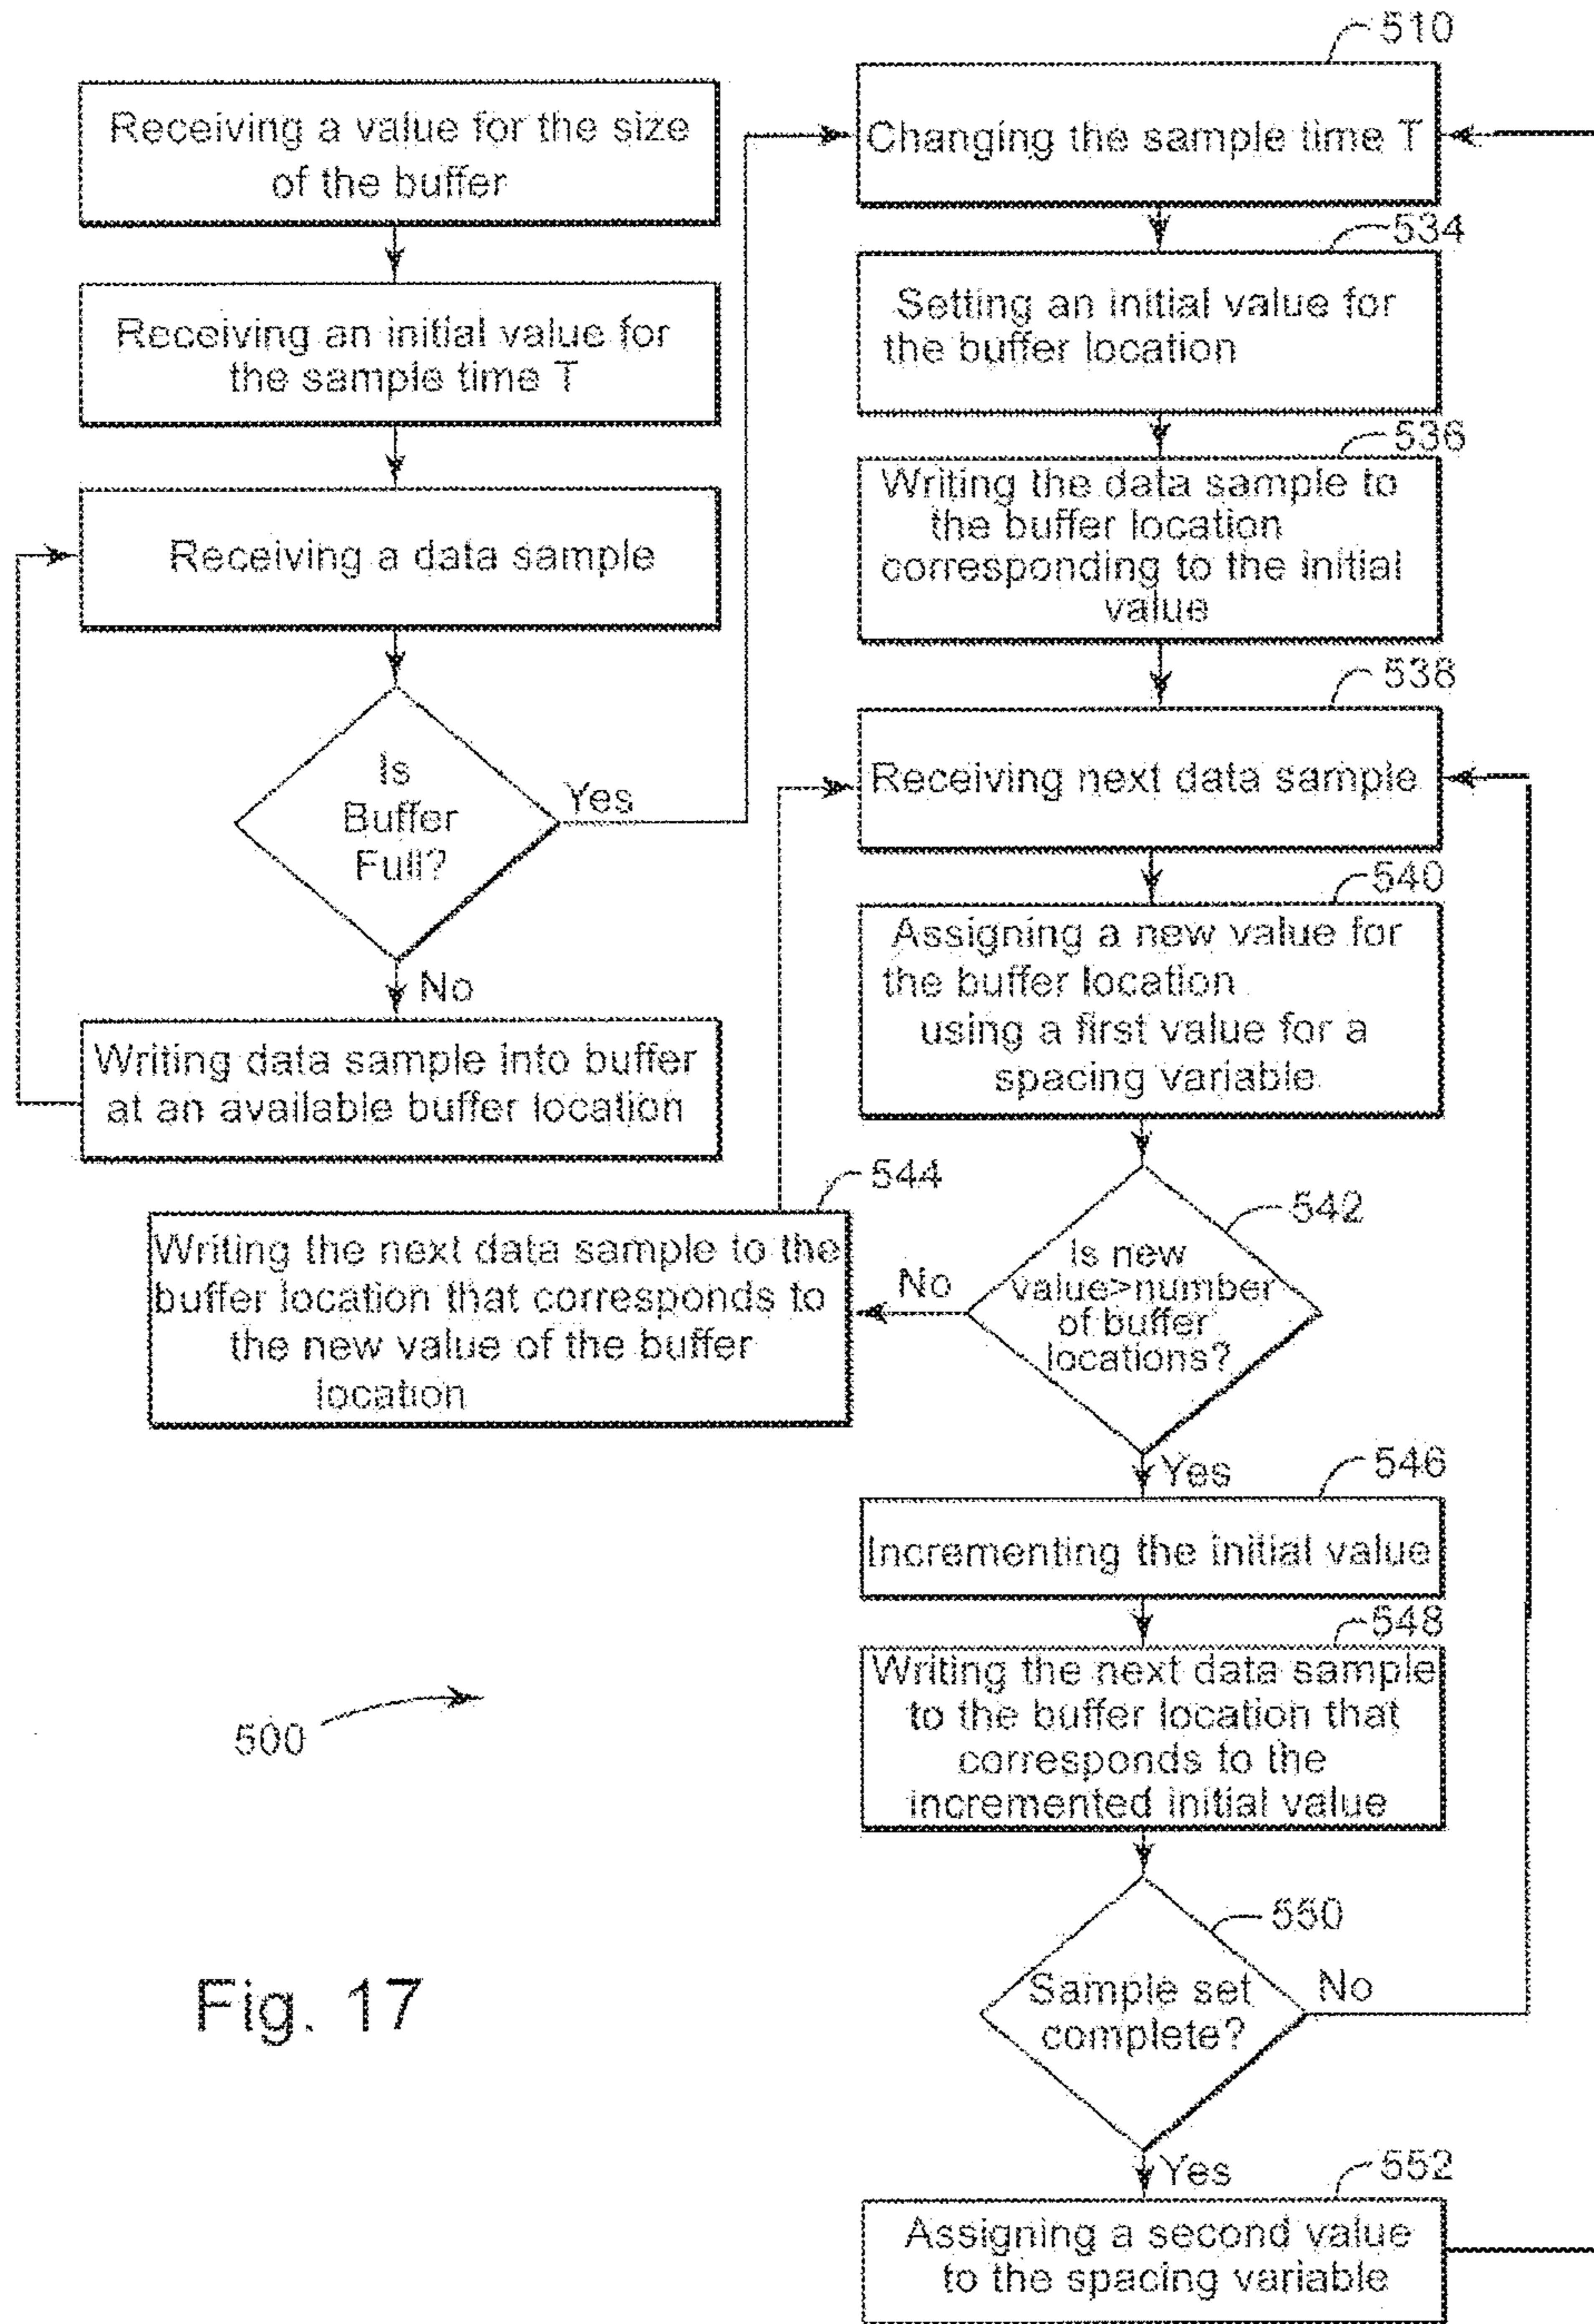 Receiving a value for the size
of the buffer
Receiving an initial value for
the sample time T
Receiving a data sample
Is
Buffer
Full?
Yes
No
Writing data sample into buffer
at an available buffer location
510
Changing the sample time T
534
Setting an initial value for
the buffer location
536
Writing the data sample to
the buffer location
corresponding to the initial
value
538
Receiving next data sample
540
Assigning a new value for
the buffer location
using a first value for a
spacing variable
542
Is new
value>number
of buffer
locations?
No
544
Writing the next data sample to the
buffer location that corresponds to
the new value of the buffer
location
Yes
546
Incrementing the initial value
548
Writing the next data sample
to the buffer location that
corresponds to the
incremented initial value
550
Sample set
complete?
No
Yes
552
Assigning a second value
to the spacing variable
500
Fig. 17